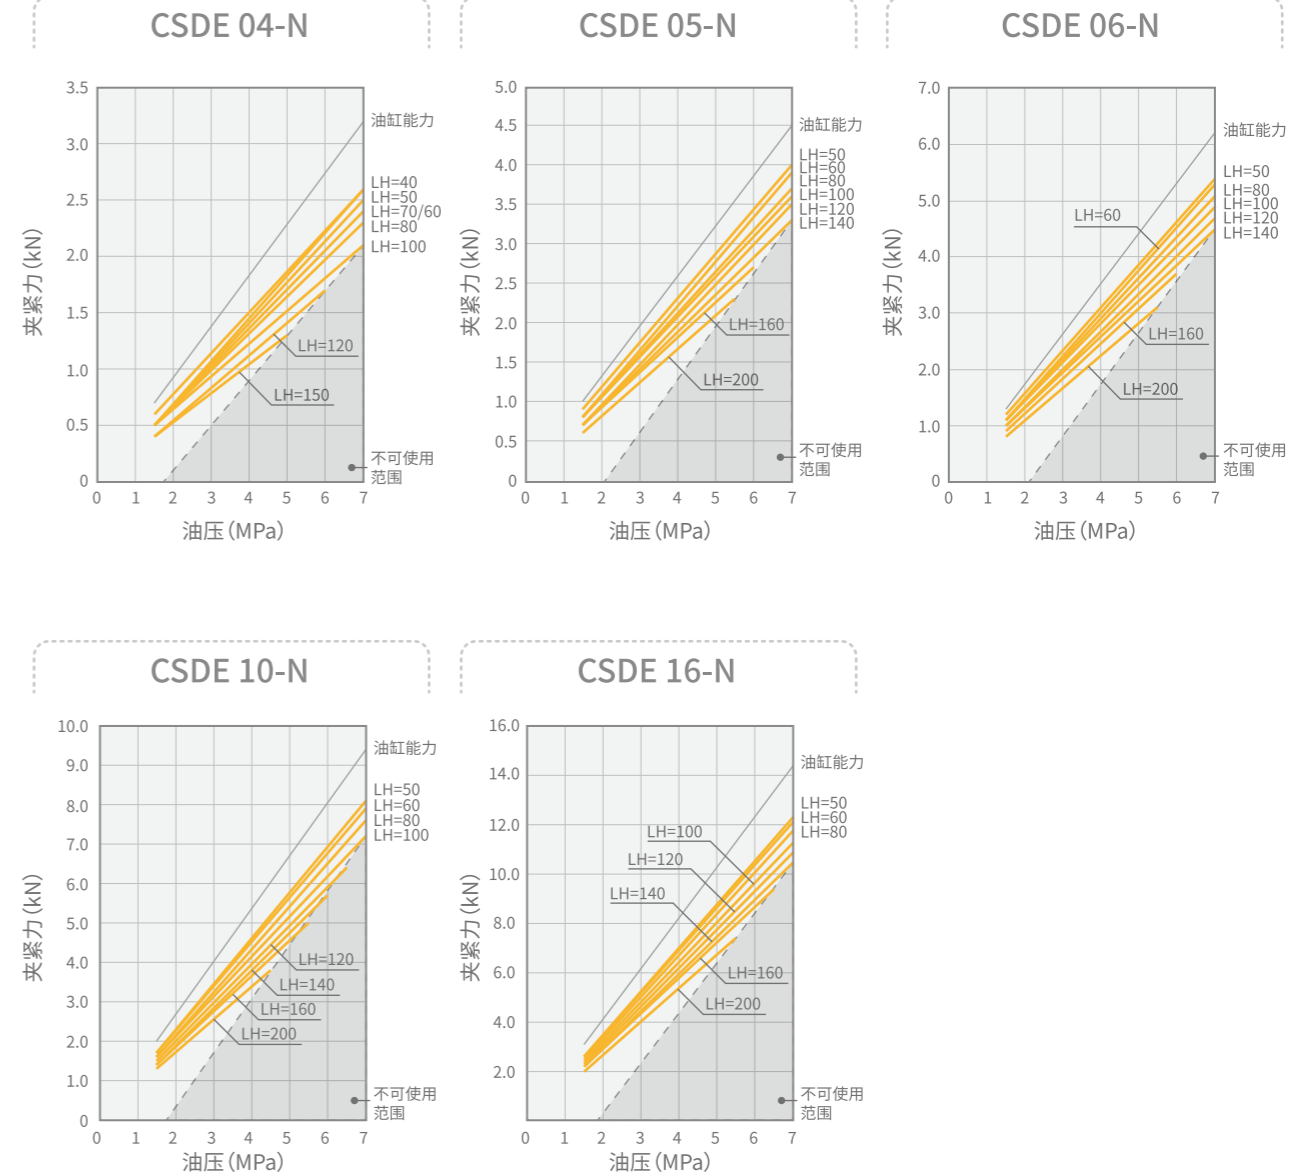 CSDE 04-N
3.5
3.0
2.5
2.0
1.5
1.0
0.5
0
0 1 2 3 4 5 6 7
夹紧力（kN）
油压（MPa）
油缸能力
LH=40
LH=50
LH=70/60
LH=80
LH=100
LH=120
LH=150
不可使用
范围
CSDE 05-N
5.0
4.5
4.0
3.5
3.0
2.5
2.0
1.5
1.0
0.5
0
0 1 2 3 4 5 6 7
夹紧力（kN）
油压（MPa）
油缸能力
LH=50
LH=60
LH=80
LH=100
LH=120
LH=140
LH=160
LH=200
不可使用
范围
CSDE 06-N
7.0
6.0
5.0
4.0
3.0
2.0
1.0
0
0 1 2 3 4 5 6 7
夹紧力（kN）
油压（MPa）
油缸能力
LH=50
LH=60
LH=80
LH=100
LH=120
LH=140
LH=160
LH=200
不可使用
范围
CSDE 10-N
10.0
9.0
8.0
7.0
6.0
5.0
4.0
3.0
2.0
1.0
0
0 1 2 3 4 5 6 7
夹紧力（kN）
油压（MPa）
油缸能力
LH=50
LH=60
LH=80
LH=100
LH=120
LH=140
LH=160
LH=200
不可使用
范围
CSDE 16-N
16.0
14.0
12.0
10.0
8.0
6.0
4.0
2.0
0 1 2 3 4 5 6 7
夹紧力（kN）
油压（MPa）
油缸能力
LH=50
LH=60
LH=80
LH=100
LH=120
LH=140
LH=160
LH=200
不可使用
范围